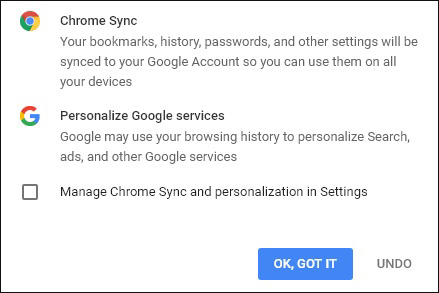 Chrome Sync
Your bookmarks, history, passwords, and other settings will be
synced to your Google Account so you can use them on all
your devices
Personalize Google services
Google may use your browsing history to personalize Search,
ads, and other Google services
Manage Chrome Sync and personalization in Settings
OK, GOT IT UNDO